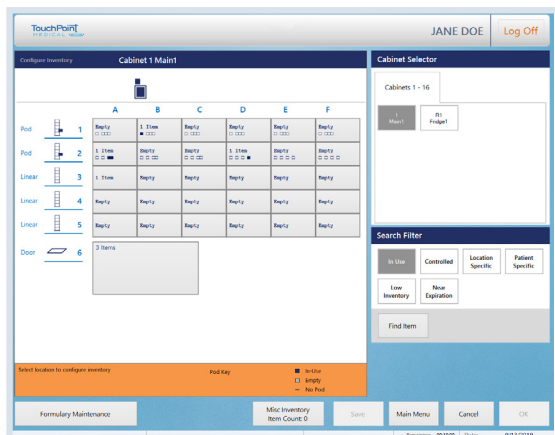 TouchPoint
MEDICAL
JANE DOE
Log Off
Configure Inventory
Cabinet 1 Main1
A B C D E F
Pod 1 Empty 1 Item Empty Empty Empty Empty
Pod 2 1 Item Empty Empty 1 Item Empty Empty
Linear 3 1 Item Empty Empty Empty Empty Empty
Linear 4 Empty Empty Empty Empty Empty Empty
Linear 5 Empty Empty Empty Empty Empty Empty
Door 6 3 Items
Select location to configure inventory
Pod Key
In-Use
Empty
No Pod
Cabinet Selector
Cabinets 1 - 16
1
Main1
R1
Fridge1
Search Filter
In Use
Controlled
Location
Specific
Patient
Specific
Low
Inventory
Near
Expiration
Find Item
Formulary Maintenance
Misc Inventory
Item Count: 0
Save
Main Menu
Cancel
OK